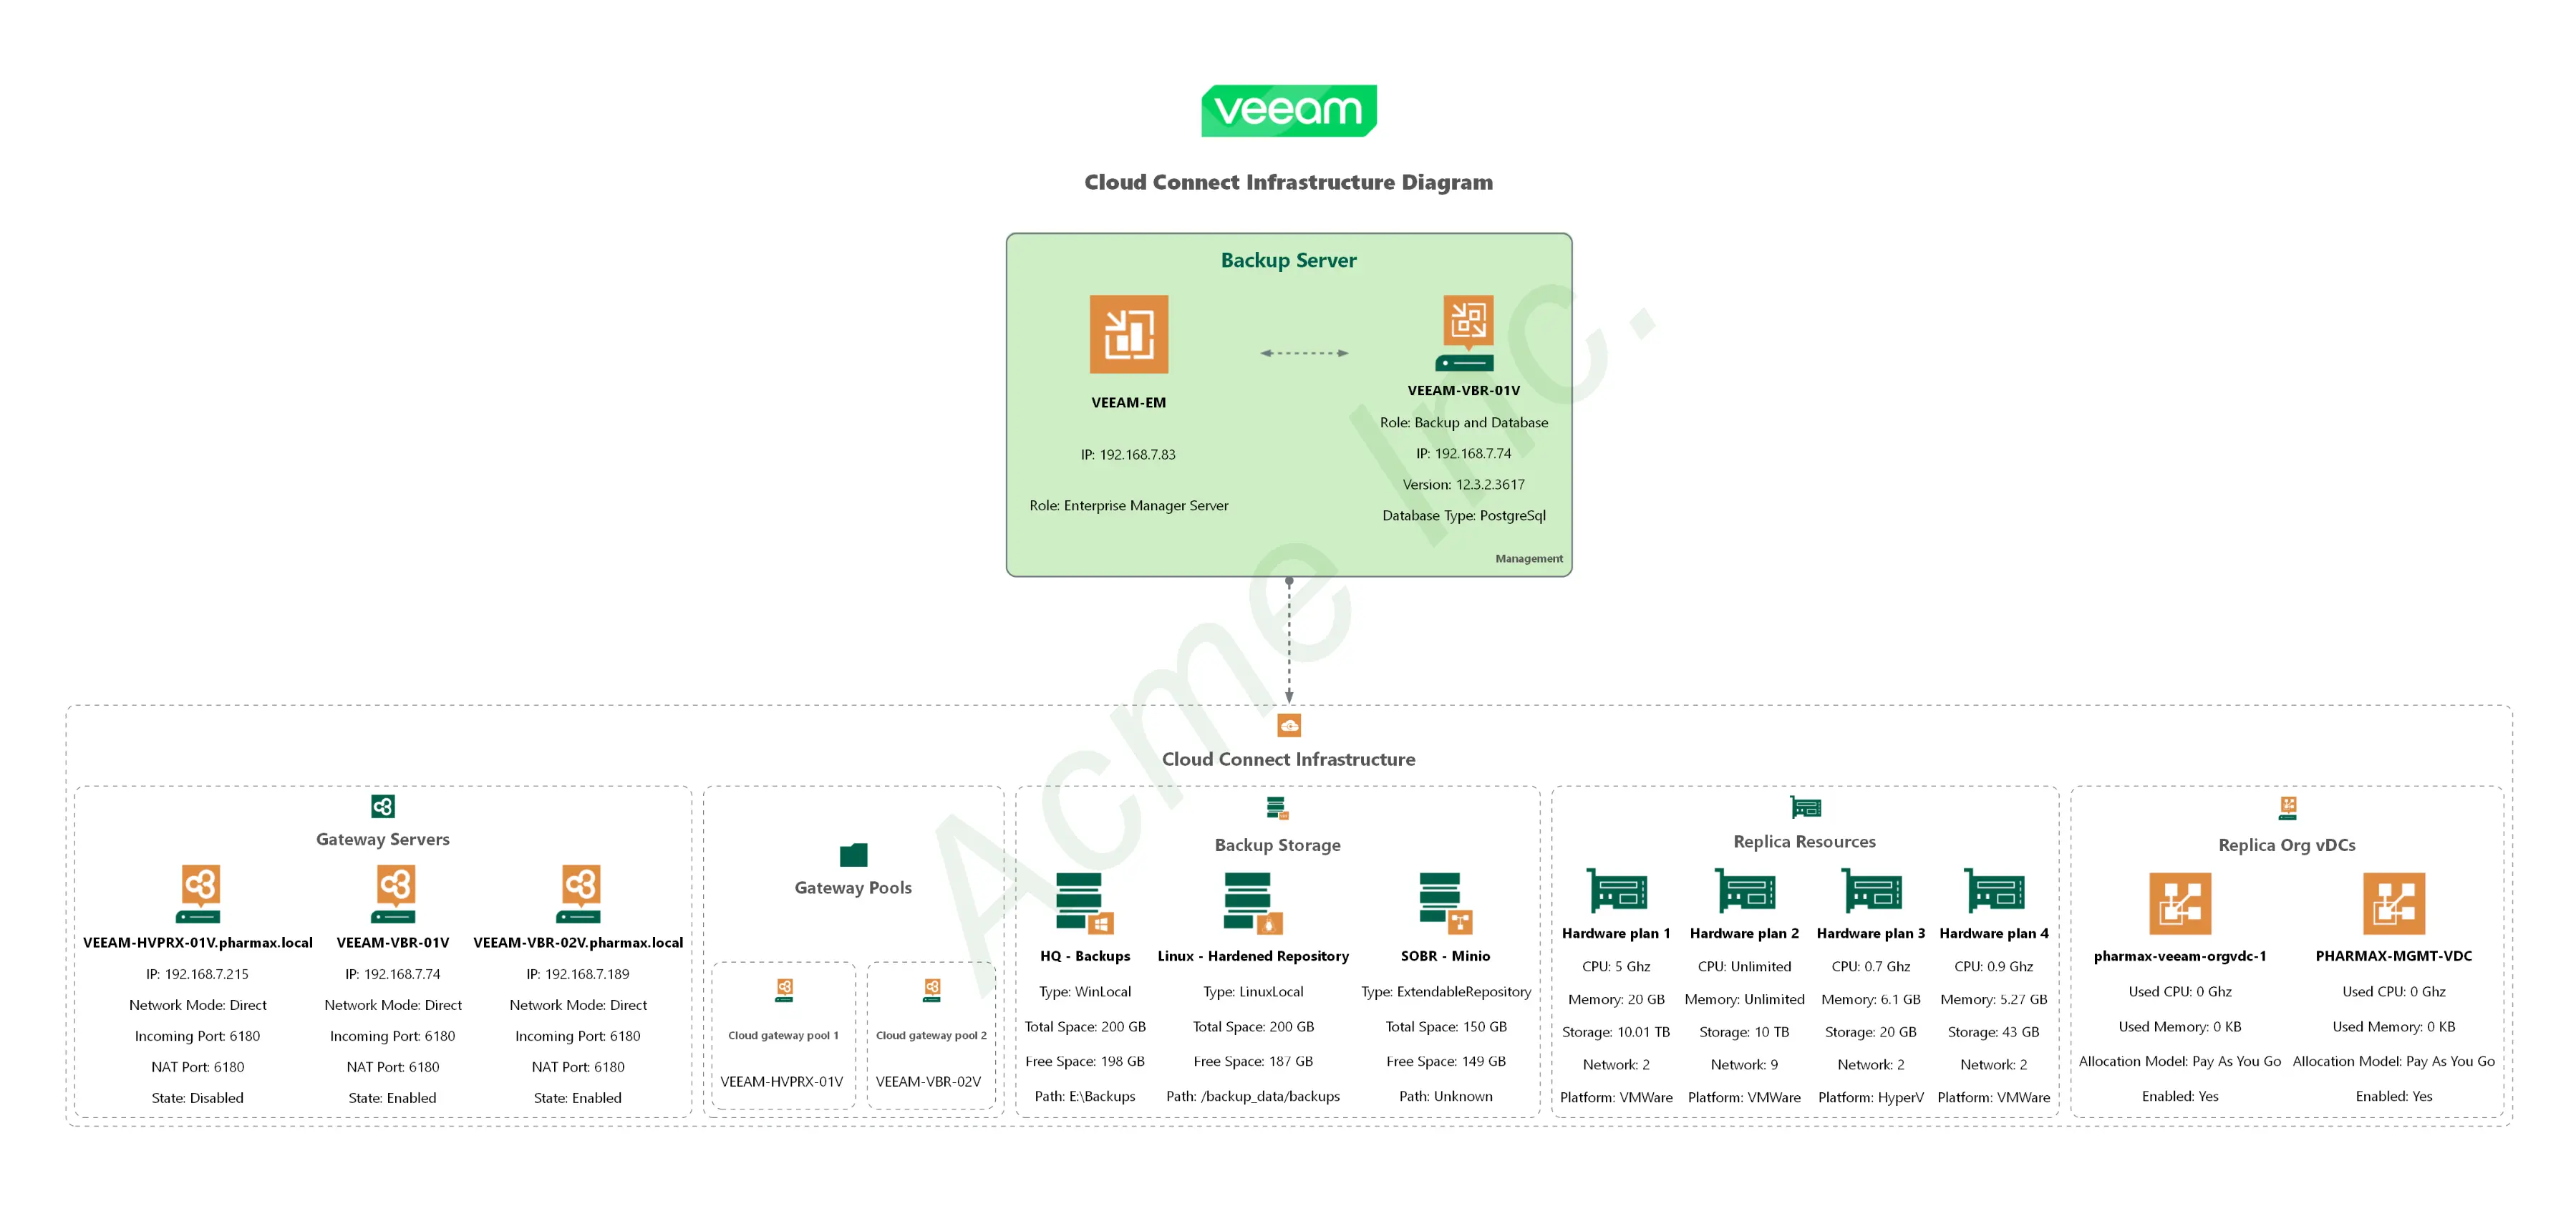 veeam
Cloud Connect Infrastructure Diagram
Backup Server
VEEAM-EM
IP: 192.168.7.83
Role: Enterprise Manager Server
VEEAM-VBR-01V
Role: Backup and Database
IP: 192.168.7.74
Version: 12.3.2.3617
Database Type: PostgreSql
Management
Acme Inc.
Cloud Connect Infrastructure
Gateway Servers
VEEAM-HVPRX-01V.pharmax.local
IP: 192.168.7.215
Network Mode: Direct
Incoming Port: 6180
NAT Port: 6180
State: Disabled
VEEAM-VBR-01V
IP: 192.168.7.74
Network Mode: Direct
Incoming Port: 6180
NAT Port: 6180
State: Enabled
VEEAM-VBR-02V.pharmax.local
IP: 192.168.7.189
Network Mode: Direct
Incoming Port: 6180
NAT Port: 6180
State: Enabled
Gateway Pools
Cloud gateway pool 1
VEEAM-HVPRX-01V
Cloud gateway pool 2
VEEAM-VBR-02V
Backup Storage
HQ - Backups
Type: WinLocal
Total Space: 200 GB
Free Space: 198 GB
Path: E:\Backups
Linux - Hardened Repository
Type: LinuxLocal
Total Space: 200 GB
Free Space: 187 GB
Path: /backup_data/backups
SOBR - Minio
Type: ExtendableRepository
Total Space: 150 GB
Free Space: 149 GB
Path: Unknown
Replica Resources
Hardware plan 1
CPU: 5 Ghz
Memory: 20 GB
Storage: 10.01 TB
Network: 2
Platform: VMWare
Hardware plan 2
CPU: Unlimited
Memory: Unlimited
Storage: 10 TB
Network: 9
Platform: VMWare
Hardware plan 3
CPU: 0.7 Ghz
Memory: 6.1 GB
Storage: 20 GB
Network: 2
Platform: HyperV
Hardware plan 4
CPU: 0.9 Ghz
Memory: 5.27 GB
Storage: 43 GB
Network: 2
Platform: VMWare
Replica Org vDCs
pharmax-veeam-orgvdc-1
Used CPU: 0 Ghz
Used Memory: 0 KB
Allocation Model: Pay As You Go
Enabled: Yes
PHARMAX-MGMT-VDC
Used CPU: 0 Ghz
Used Memory: 0 KB
Allocation Model: Pay As You Go
Enabled: Yes